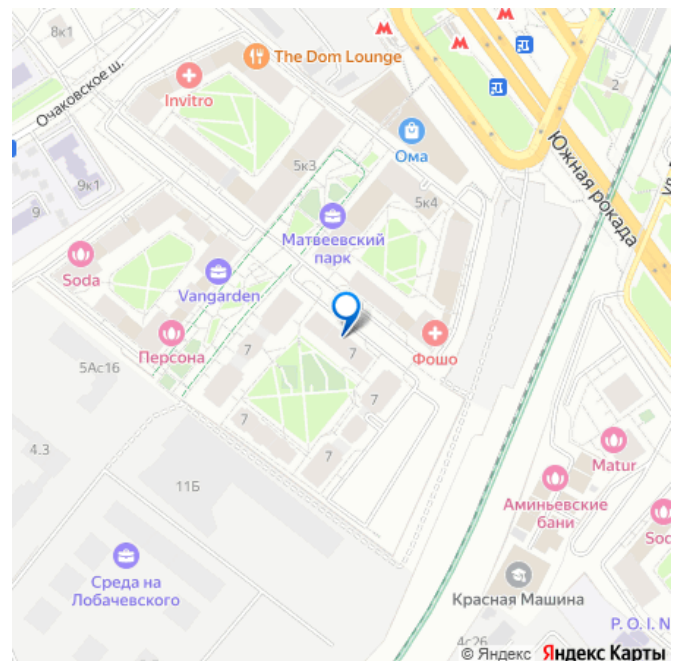 8к1
The Dom Lounge
Очаковское ш.
Invitro
2
Южная рокада
Ома
5к3
9к1
9
5к4
Матвеевский
парк
Soda
Vangarden
Персона
7
7
7
7
7
Фошо
5Ас16
4.3
11Б
Matur
Аминьевские
бани
Soc
Среда на
Лобачевского
Красная Машина
P. O. I. N
4с26
© Яндекс Яндекс Карты